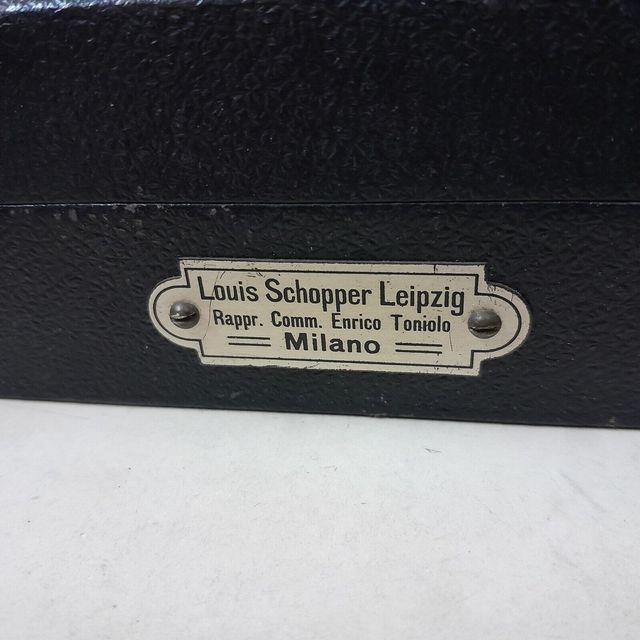 Louis Schopper Leipzig
Rappr. Comm. Enrico Toniolo
Milano